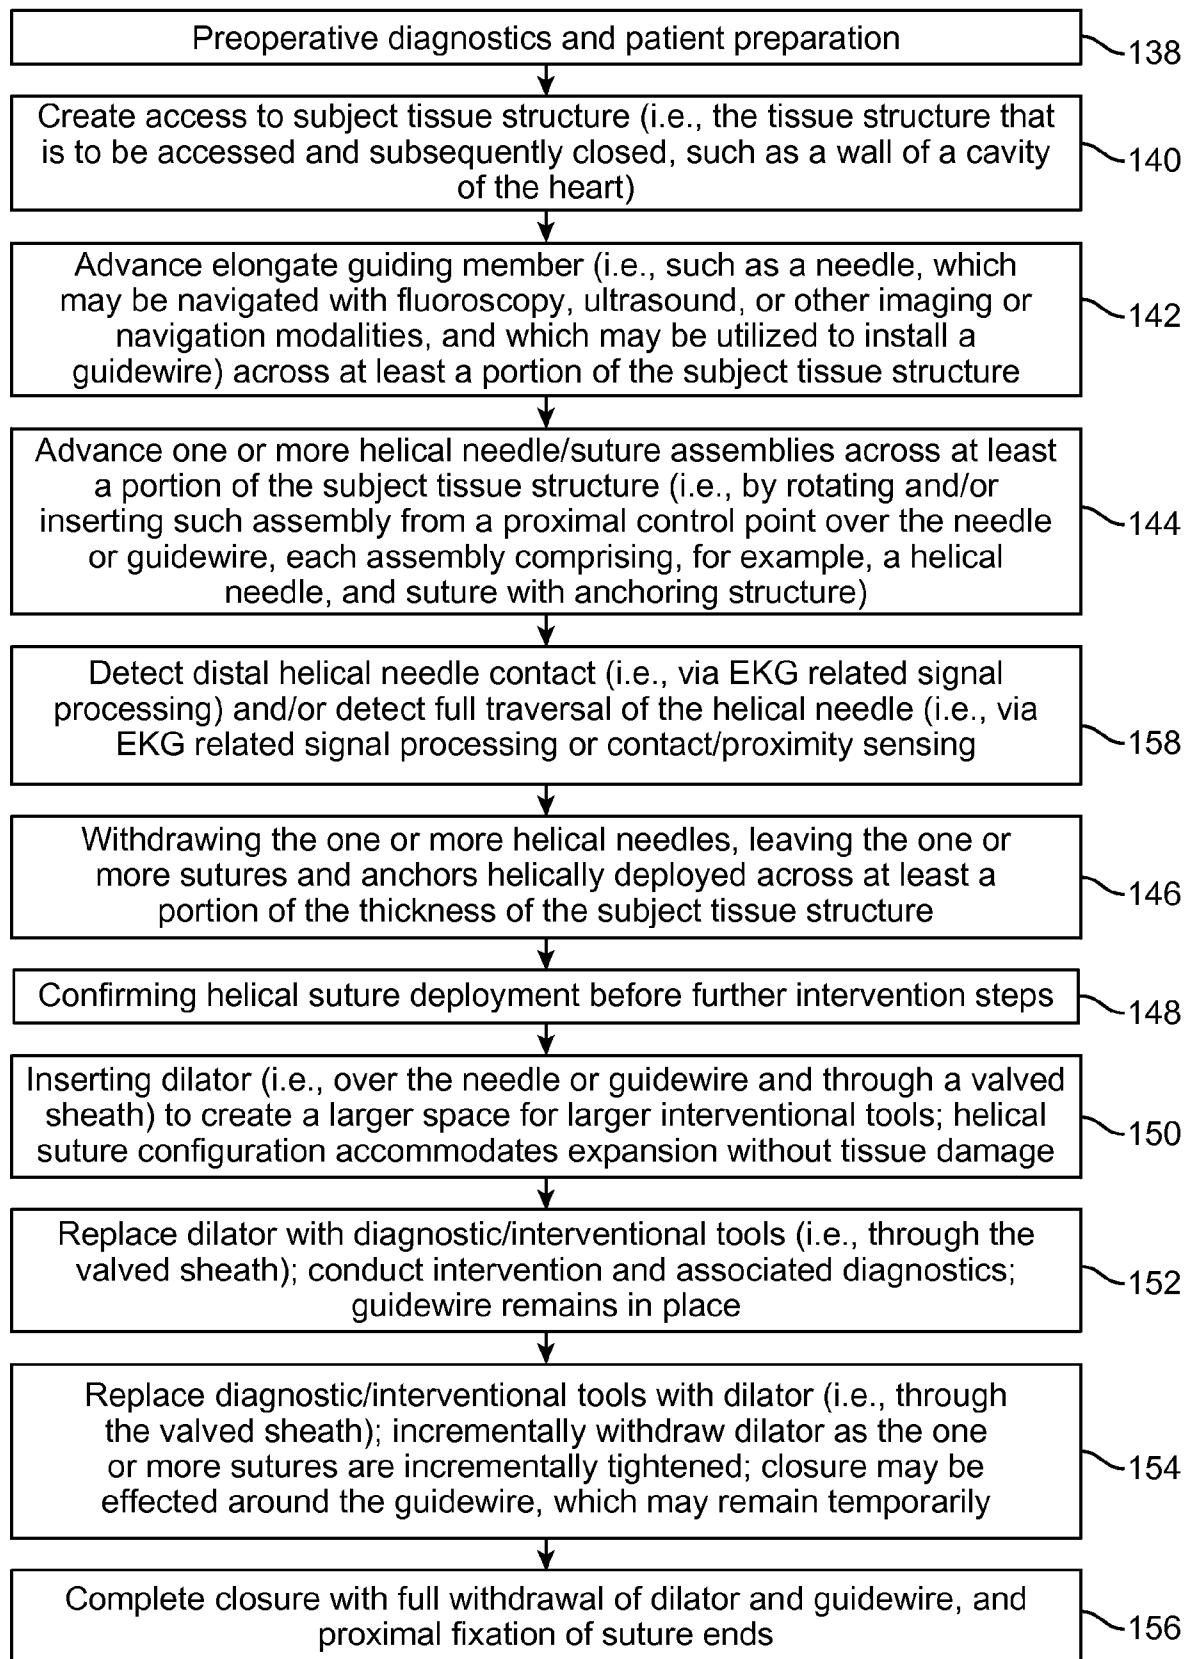 Preoperative diagnostics and patient preparation
138
Create access to subject tissue structure (i.e., the tissue structure that
is to be accessed and subsequently closed, such as a wall of a cavity
of the heart)
140
Advance elongate guiding member (i.e., such as a needle, which
may be navigated with fluoroscopy, ultrasound, or other imaging or
navigation modalities, and which may be utilized to install a
guidewire) across at least a portion of the subject tissue structure
142
Advance one or more helical needle/suture assemblies across at least
a portion of the subject tissue structure (i.e., by rotating and/or
inserting such assembly from a proximal control point over the needle
or guidewire, each assembly comprising, for example, a helical
needle, and suture with anchoring structure)
144
Detect distal helical needle contact (i.e., via EKG related signal
processing) and/or detect full traversal of the helical needle (i.e., via
EKG related signal processing or contact/proximity sensing
158
Withdrawing the one or more helical needles, leaving the one or
more sutures and anchors helically deployed across at least a
portion of the thickness of the subject tissue structure
146
Confirming helical suture deployment before further intervention steps
148
Inserting dilator (i.e., over the needle or guidewire and through a valved
sheath) to create a larger space for larger interventional tools; helical
suture configuration accommodates expansion without tissue damage
150
Replace dilator with diagnostic/interventional tools (i.e., through the
valved sheath); conduct intervention and associated diagnostics;
guidewire remains in place
152
Replace diagnostic/interventional tools with dilator (i.e., through
the valved sheath); incrementally withdraw dilator as the one
or more sutures are incrementally tightened; closure may be
effected around the guidewire, which may remain temporarily
154
Complete closure with full withdrawal of dilator and guidewire, and
proximal fixation of suture ends
156